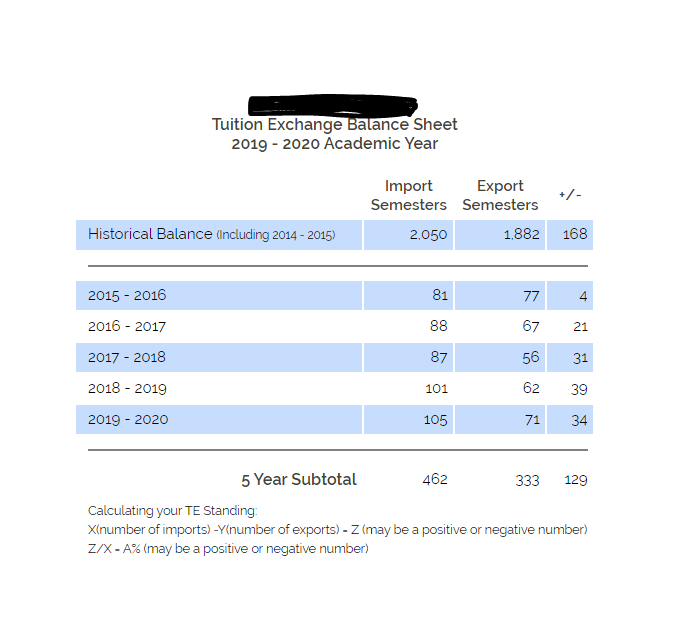 Tuition Exchange Balance Sheet
2019 - 2020 Academic Year
Import Semesters Export Semesters +/-
Historical Balance (Including 2014 - 2015) 2,050 1,882 168
2015 - 2016 81 77 4
2016 - 2017 88 67 21
2017 - 2018 87 56 31
2018 - 2019 101 62 39
2019 - 2020 105 71 34
5 Year Subtotal 462 333 129
Calculating your TE Standing:
X(number of imports) -Y(number of exports) = Z (may be a positive or negative number)
Z/X = A% (may be a positive or negative number)